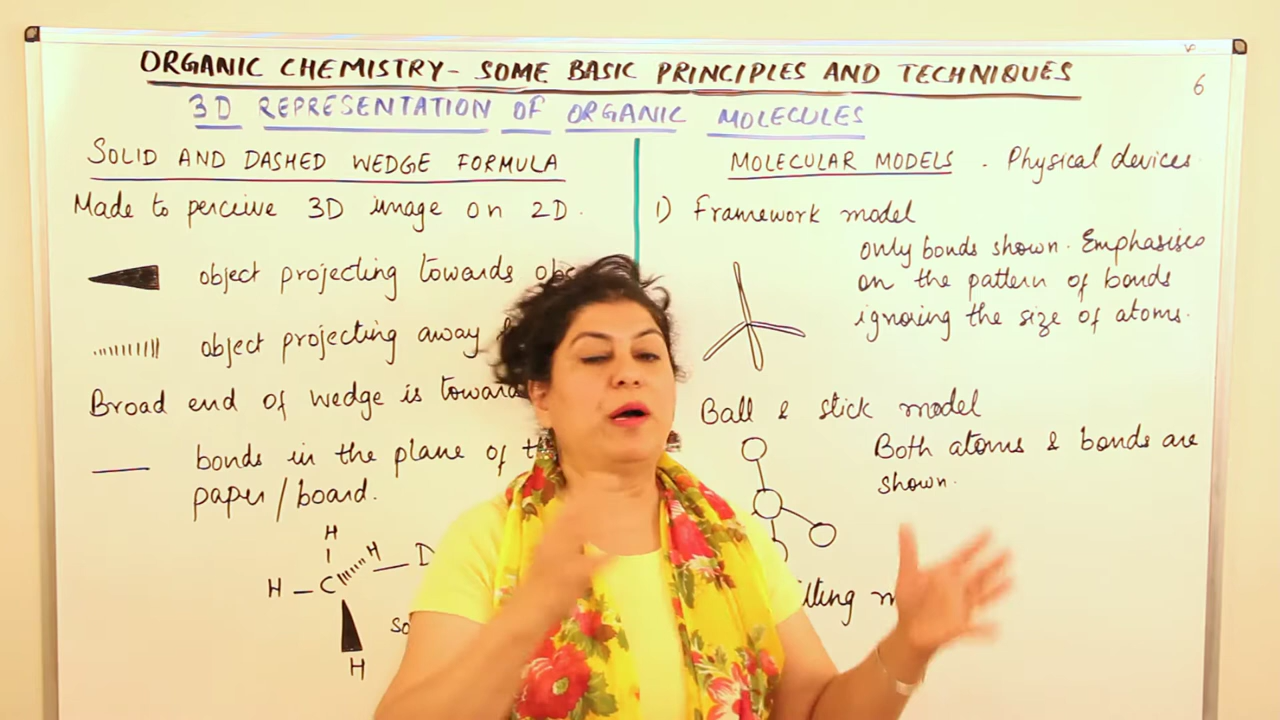 ORGANIC CHEMISTRY- SOME BASIC PRINCIPLES AND TECHNIQUES
6
3D REPRESENTATION OF ORGANIC MOLECULES
SOLID AND DASHED WEDGE FORMULA
Made to perceive 3D image on 2D.
object projecting towards
object projecting away
Broad end of wedge is
bonds in the plane of
paper/board.
H
H
H - C
D
H
MOLECULAR MODELS - Physical devices
1) Framework model
only bonds shown. Emphasises
on the pattern of bonds
ignoring the size of atoms.
Ball & stick model
Both atoms & bonds are
shown.